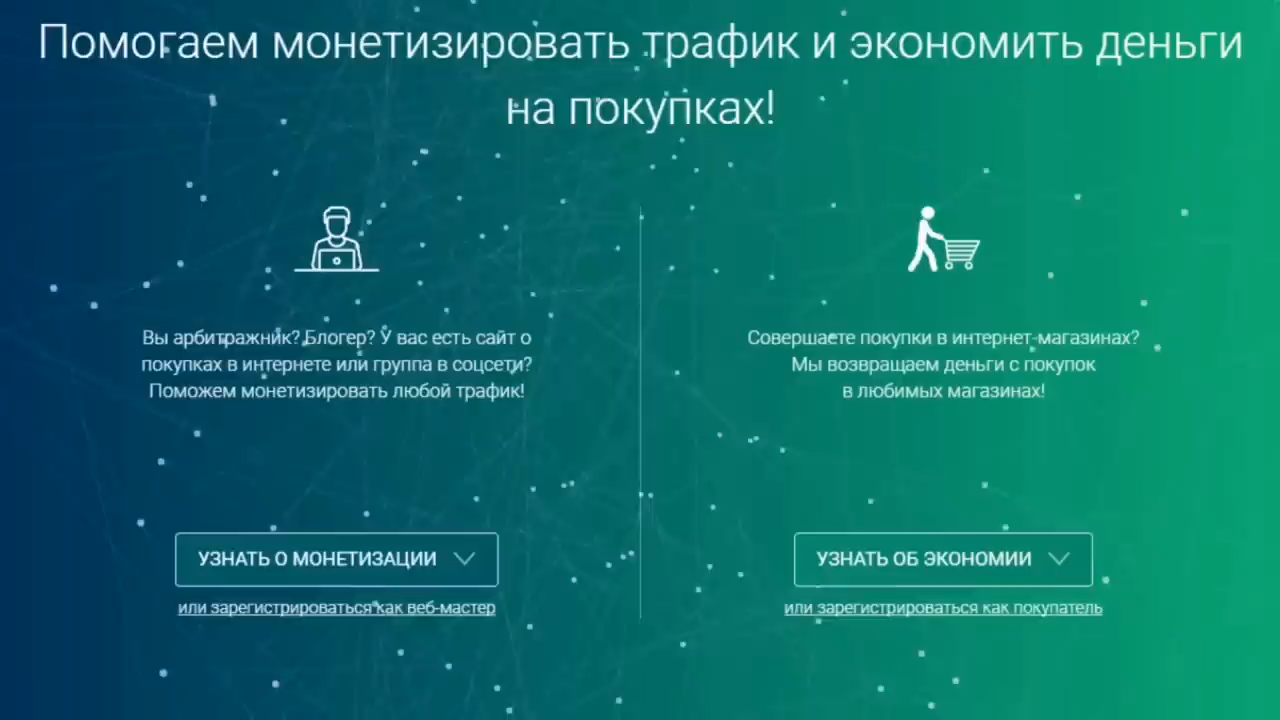 Помогаем монетизировать трафик и экономить деньги
на покупках!
Вы арбитражник? Блогер? У вас есть сайт о
покупках в интернете или группа в соцсети?
Поможем монетизировать любой трафик!
УЗНАТЬ О МОНЕТИЗАЦИИ
или зарегистрироваться как веб-мастер
Совершаете покупки в интернет-магазинах?
Мы возвращаем деньги с покупок
в любимых магазинах!
УЗНАТЬ ОБ ЭКОНОМИИ
или зарегистрироваться как покупатель